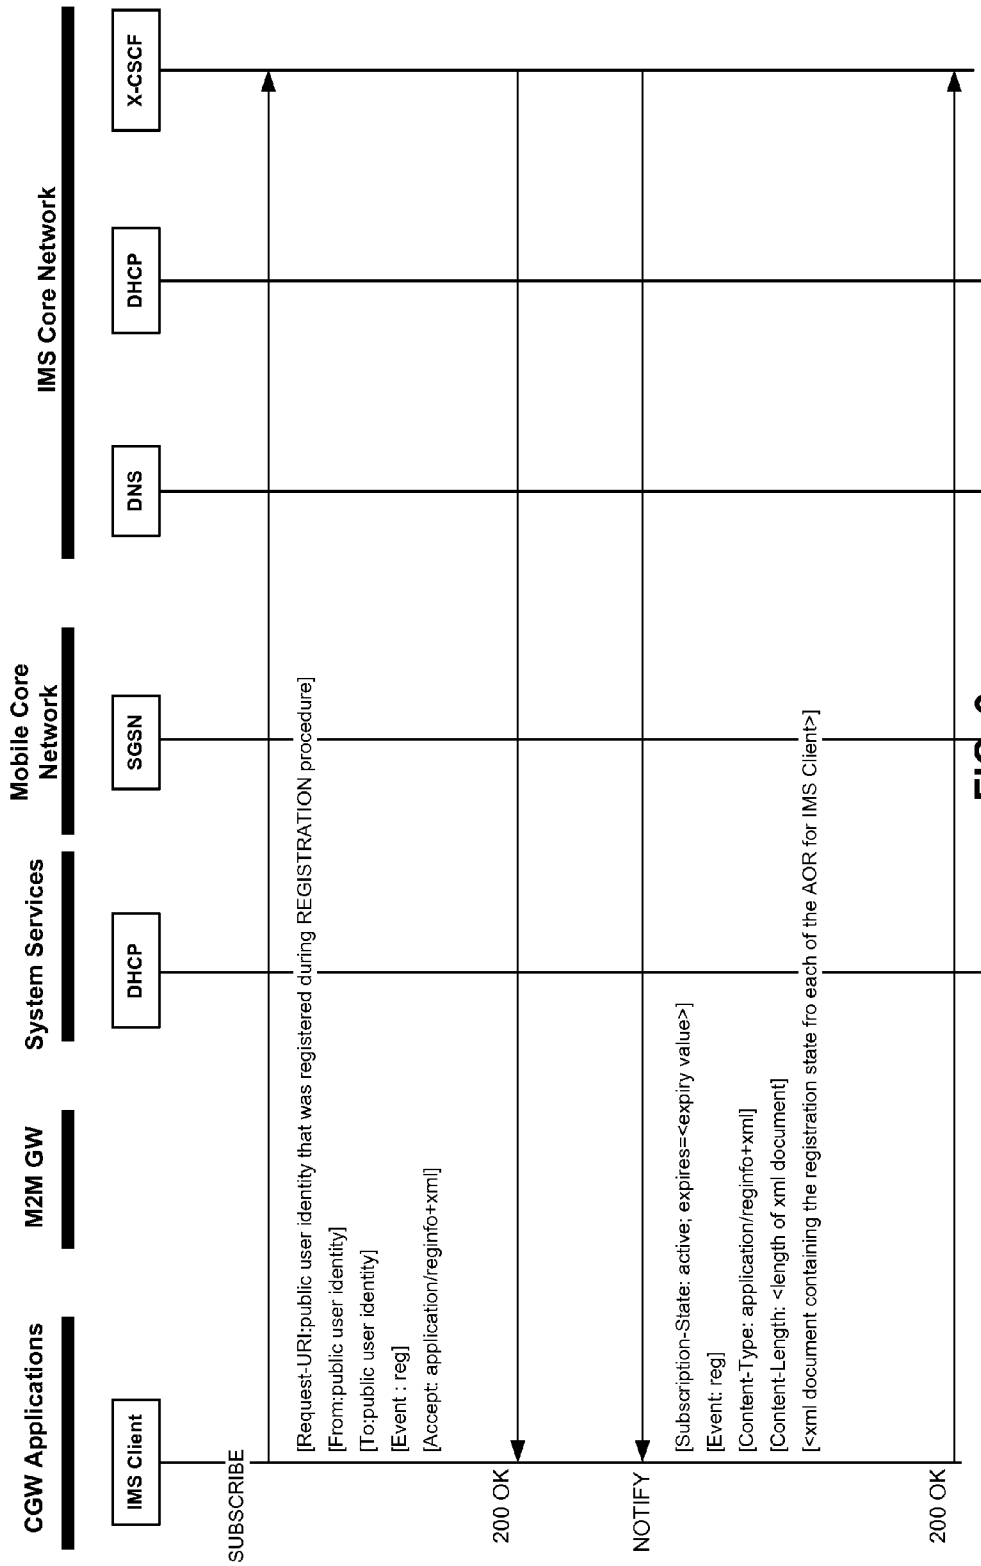 CGW Applications
M2M GW
System Services
Mobile Core
Network
IMS Core Network
IMS Client
DHCP
SGSN
DNS
DHCP
X-CSCF
SUBSCRIBE
[Request-URI:public user identity that was registered during REGISTRATION procedure]
[From:public user identity]
[To:public user identity]
[Event : reg]
[Accept: application/reginfo+xml]
200 OK
NOTIFY
[Subscription-State: active; expires=<expiry value>]
[Event: reg]
[Content-Type: application/reginfo+xml]
[Content-Length: <length of xml document]
[<xml document containing the registration state fro each of the AOR for IMS Client>]
200 OK